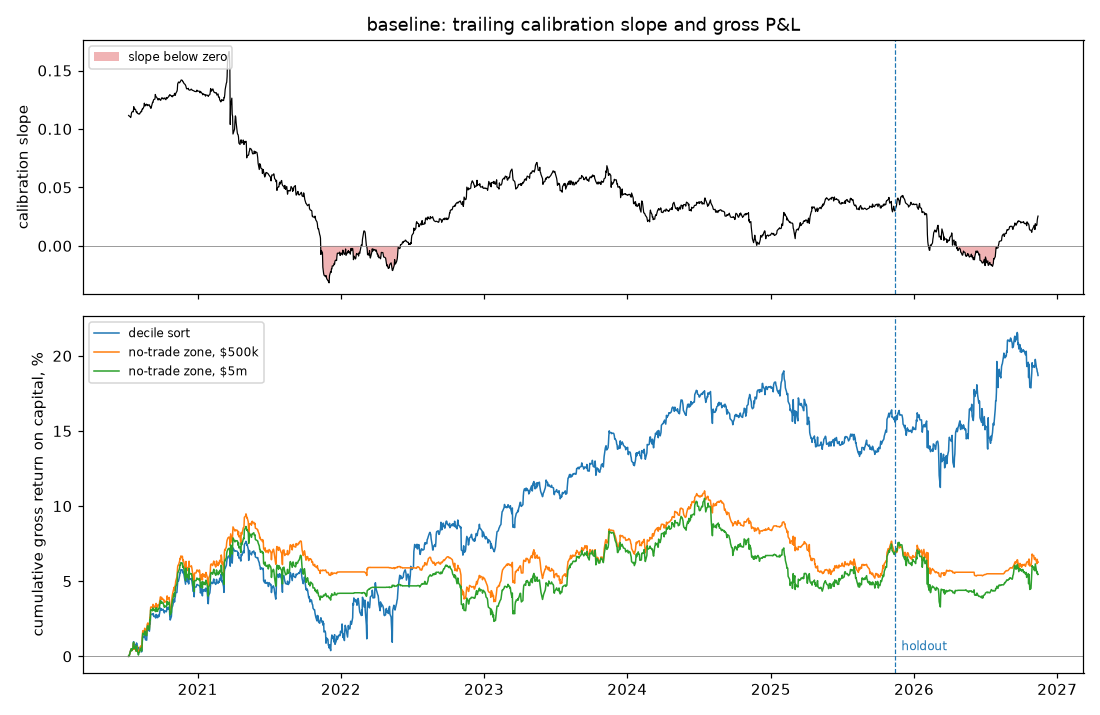 baseline: trailing calibration slope and gross P&L
slope below zero
0.15
0.10
0.05
0.00
calibration slope
decile sort
no-trade zone, $500k
no-trade zone, $5m
20
15
10
5
0
cumulative gross return on capital, %
holdout
2021 2022 2023 2024 2025 2026 2027